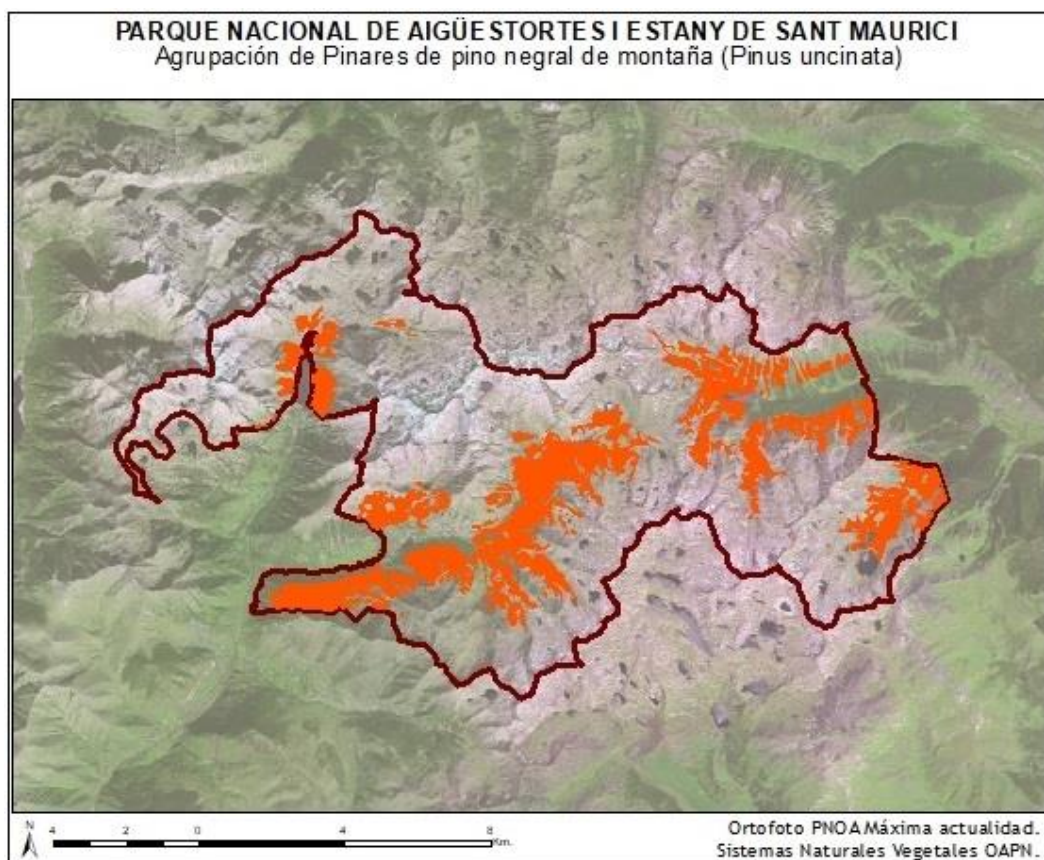 PARQUE NACIONAL DE AIGÜESTORTES I ESTANY DE SANT MAURICI
Agrupación de Pinares de pino negral de montaña (Pinus uncinata)
N
4 2 0 4 8
Km.
Ortofoto PNOA Máxima actualidad.
Sistemas Naturales Vegetales OAPN.